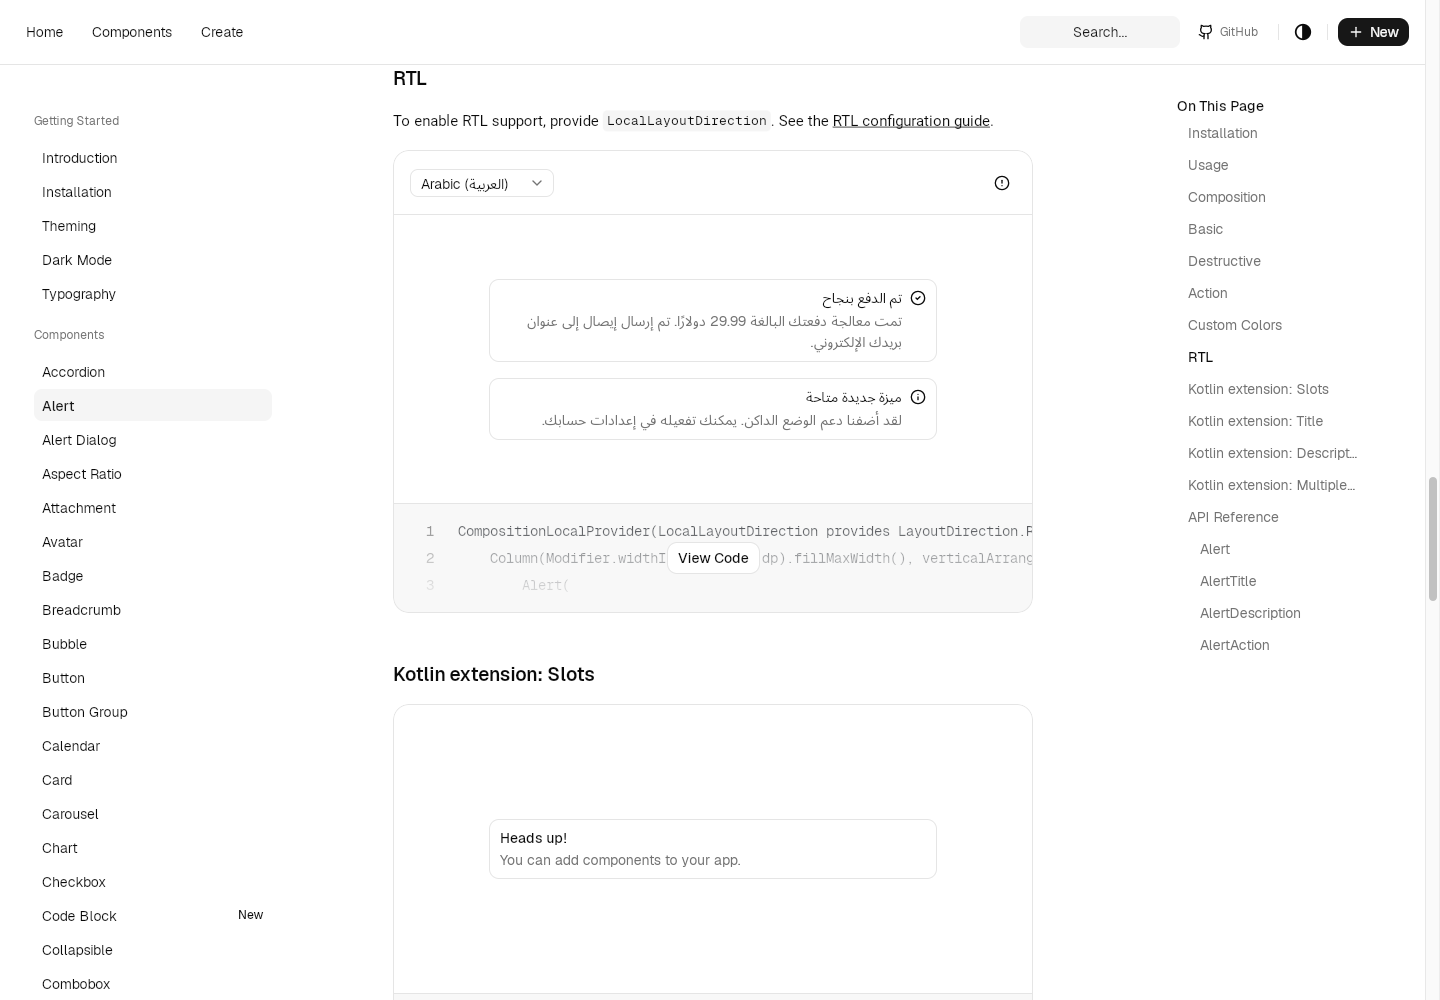 Home
Components
Create
Search...
GitHub
New
Getting Started
Introduction
Installation
Theming
Dark Mode
Typography
Components
Accordion
Alert
Alert Dialog
Aspect Ratio
Attachment
Avatar
Badge
Breadcrumb
Bubble
Button
Button Group
Calendar
Card
Carousel
Chart
Checkbox
Code Block
New
Collapsible
Combobox
RTL
To enable RTL support, provide LocalLayoutDirection. See the RTL configuration guide.
Arabic (العربية)
تم الدفع بنجاح
تمت معالجة دفعتك البالغة 29.99 دولارًا. تم إرسال إيصال إلى عنوان
بريدك الإلكتروني.
ميزة جديدة متاحة
لقد أضفنا دعم الوضع الداكن. يمكنك تفعيله في إعدادات حسابك.
1 CompositionLocalProvider(LocalLayoutDirection provides LayoutDirection.R
2 Column(Modifier.widthI dp).fillMaxWidth(), verticalArrang
View Code
3 Alert(
Kotlin extension: Slots
Heads up!
You can add components to your app.
On This Page
Installation
Usage
Composition
Basic
Destructive
Action
Custom Colors
RTL
Kotlin extension: Slots
Kotlin extension: Title
Kotlin extension: Descript...
Kotlin extension: Multiple...
API Reference
Alert
AlertTitle
AlertDescription
AlertAction